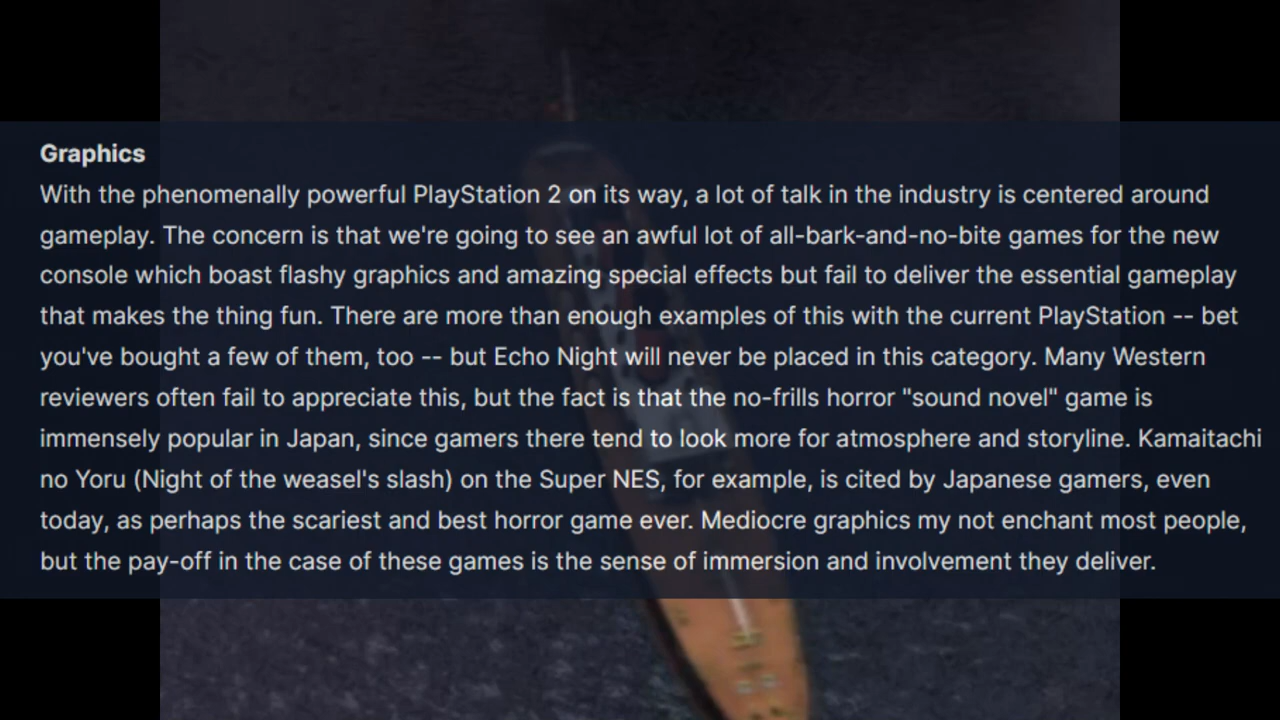 Graphics
With the phenomenally powerful PlayStation 2 on its way, a lot of talk in the industry is centered around
gameplay. The concern is that we're going to see an awful lot of all-bark-and-no-bite games for the new
console which boast flashy graphics and amazing special effects but fail to deliver the essential gameplay
that makes the thing fun. There are more than enough examples of this with the current PlayStation -- bet
you've bought a few of them, too -- but Echo Night will never be placed in this category. Many Western
reviewers often fail to appreciate this, but the fact is that the no-frills horror "sound novel" game is
immensely popular in Japan, since gamers there tend to look more for atmosphere and storyline. Kamaitachi
no Yoru (Night of the weasel's slash) on the Super NES, for example, is cited by Japanese gamers, even
today, as perhaps the scariest and best horror game ever. Mediocre graphics my not enchant most people,
but the pay-off in the case of these games is the sense of immersion and involvement they deliver.